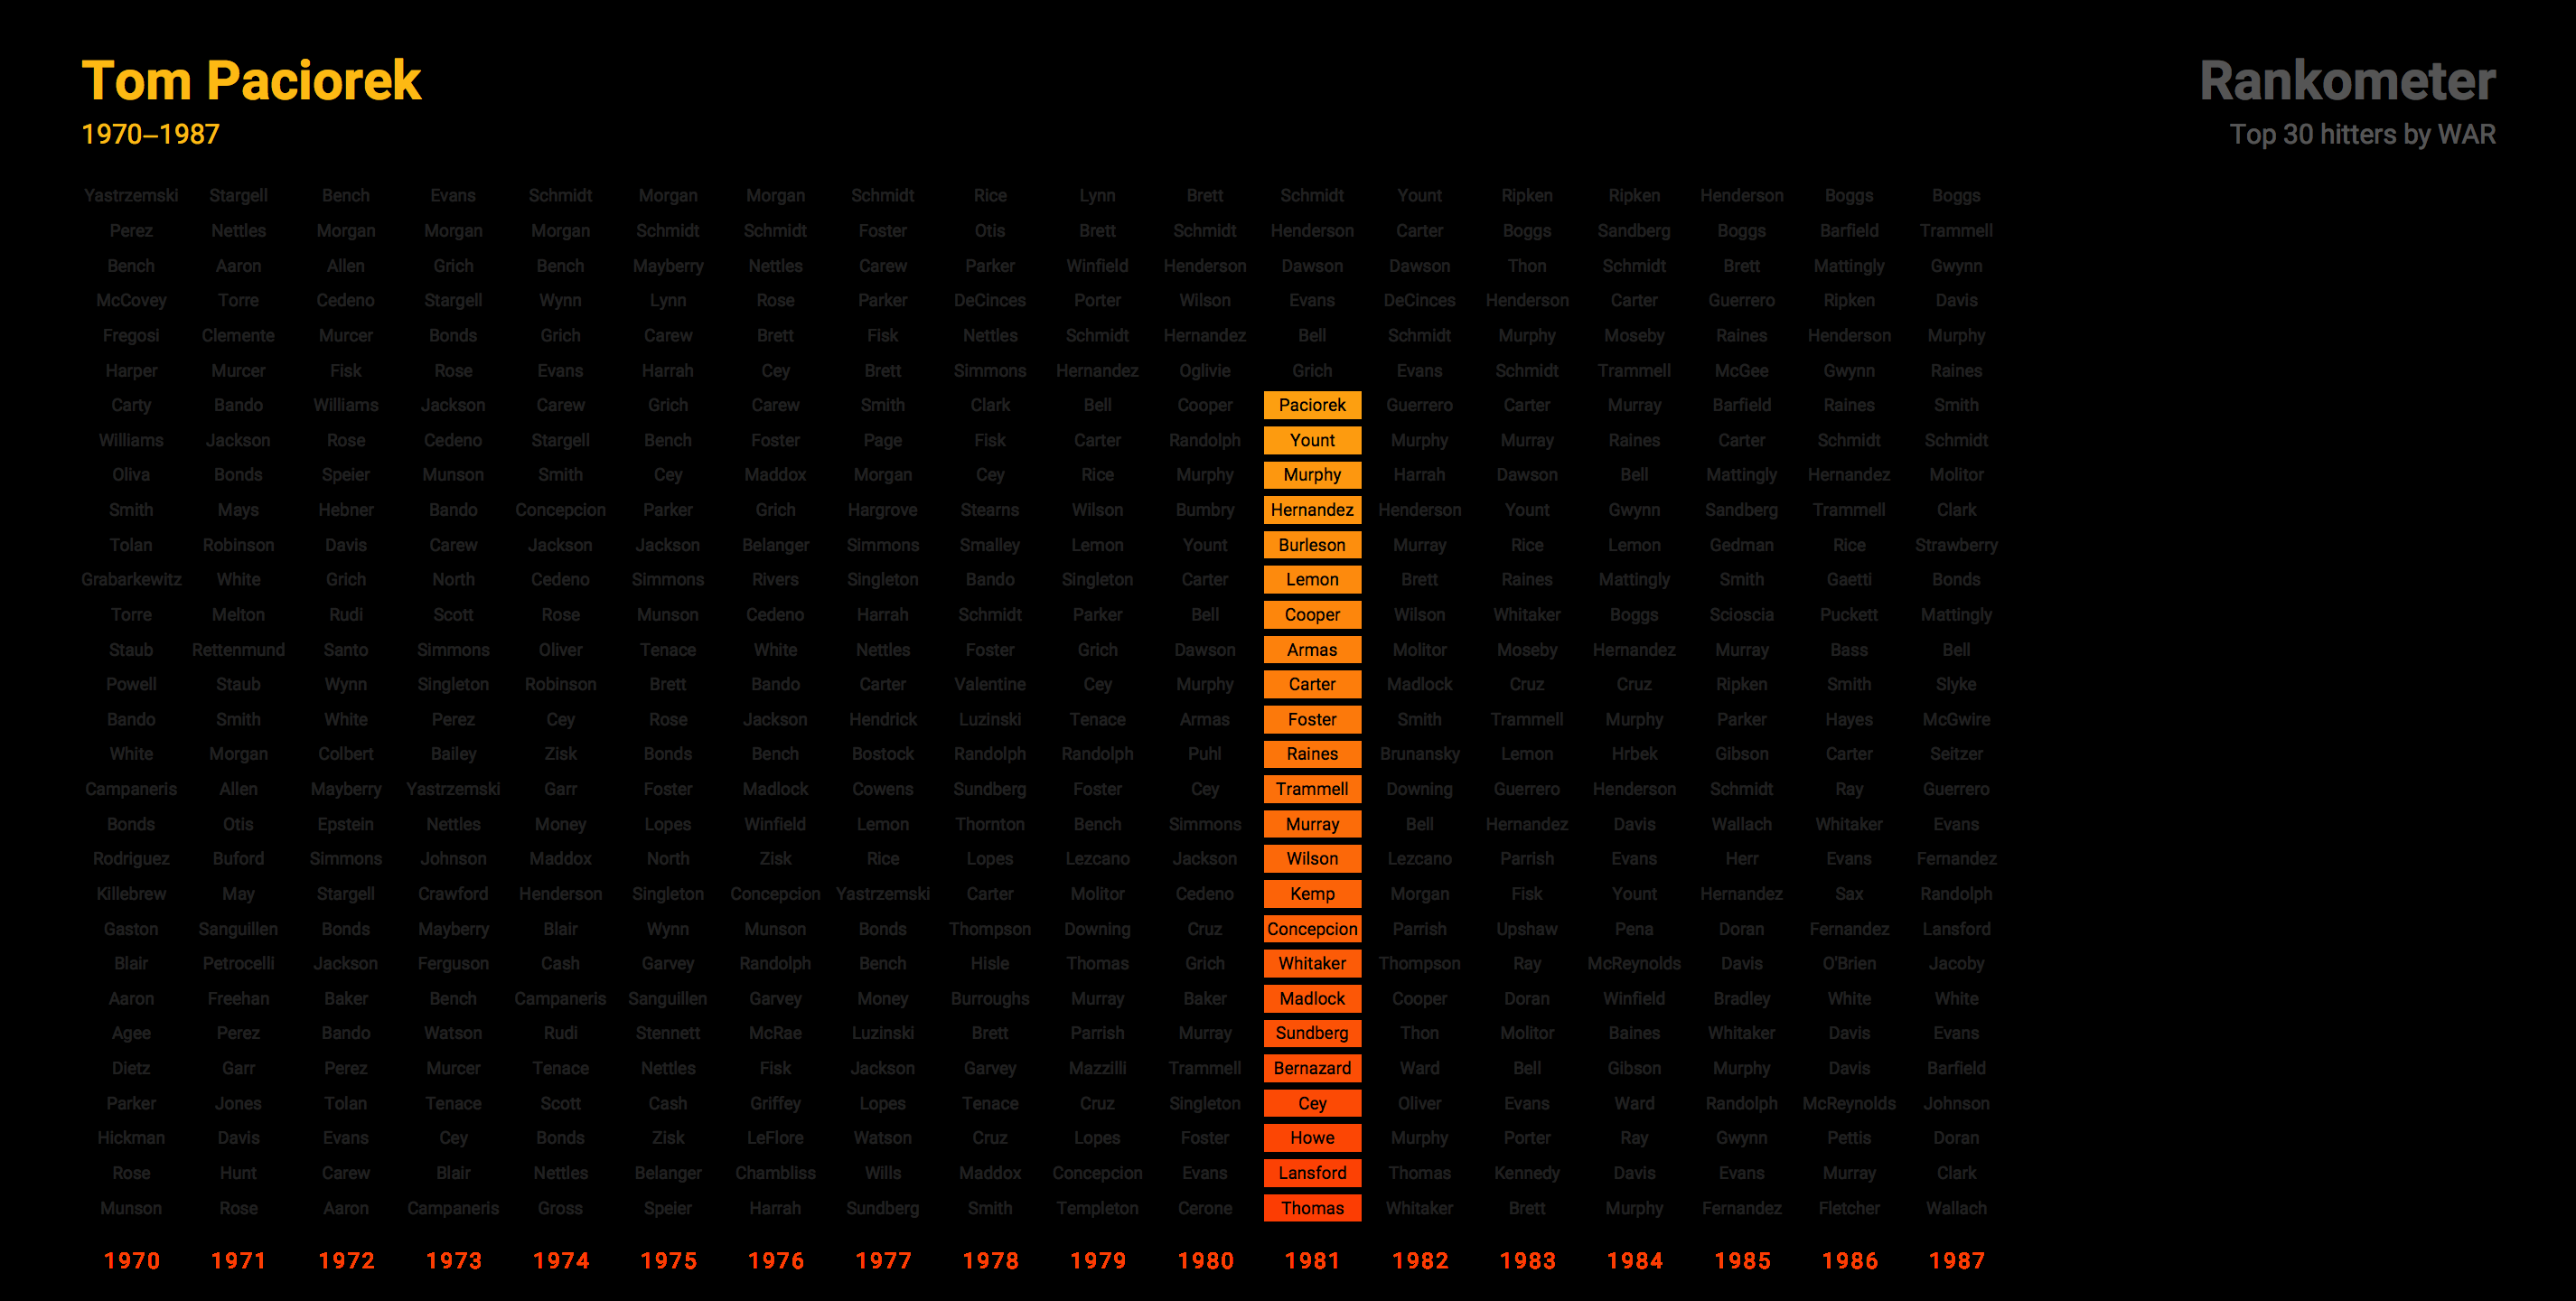 Tom Paciorek
1970–1987
Rankometer
Top 30 hitters by WAR
Yastrzemski Stargell Bench Evans Schmidt Morgan Morgan Schmidt Rice Lynn Brett Schmidt Yount Ripken Ripken Henderson Boggs Boggs
Perez Nettles Morgan Morgan Morgan Schmidt Schmidt Foster Otis Brett Schmidt Henderson Carter Boggs Sandberg Boggs Barfield Trammell
Bench Aaron Allen Grich Bench Mayberry Nettles Carew Parker Winfield Henderson Dawson Dawson Thon Schmidt Brett Mattingly Gwynn
McCovey Torre Cedeno Stargell Wynn Lynn Rose Parker DeCinces Porter Wilson Evans DeCinces Henderson Carter Guerrero Ripken Davis
Fregosi Clemente Murcer Bonds Grich Carew Brett Fisk Nettles Schmidt Hernandez Bell Schmidt Murphy Moseby Raines Henderson Murphy
Harper Murcer Fisk Rose Evans Harrah Cey Brett Simmons Hernandez Oglivie Grich Evans Schmidt Trammell McGee Gwynn Raines
Carty Bando Williams Jackson Carew Grich Carew Smith Clark Bell Cooper Paciorek Guerrero Carter Murray Barfield Raines Smith
Williams Jackson Rose Cedeno Stargell Bench Foster Page Fisk Carter Randolph Yount Murphy Murray Raines Carter Schmidt Schmidt
Oliva Bonds Speier Munson Smith Cey Maddox Morgan Cey Rice Murphy Murphy Harrah Dawson Bell Mattingly Hernandez Molitor
Smith Mays Hebner Bando Concepcion Parker Grich Hargrove Stearns Wilson Bumbry Hernandez Henderson Yount Gwynn Sandberg Trammell Clark
Tolan Robinson Davis Carew Jackson Jackson Belanger Simmons Smalley Lemon Yount Burleson Murray Rice Lemon Gedman Rice Strawberry
Grabarkewitz White Grich North Cedeno Simmons Rivers Singleton Bando Singleton Carter Lemon Brett Raines Mattingly Smith Gaetti Bonds
Torre Melton Rudi Scott Rose Munson Cedeno Harrah Schmidt Parker Bell Cooper Wilson Whitaker Boggs Scioscia Puckett Mattingly
Staub Rettenmund Santo Simmons Oliver Tenace White Nettles Foster Grich Dawson Armas Molitor Moseby Hernandez Murray Bass Bell
Powell Staub Wynn Singleton Robinson Brett Bando Carter Valentine Cey Murphy Carter Madlock Cruz Cruz Ripken Smith Slyke
Bando Smith White Perez Cey Rose Jackson Hendrick Luzinski Tenace Armas Foster Smith Trammell Murphy Parker Hayes McGwire
White Morgan Colbert Bailey Zisk Bonds Bench Bostock Randolph Randolph Puhl Raines Brunansky Lemon Hrbek Gibson Carter Seitzer
Campaneris Allen Mayberry Yastrzemski Garr Foster Madlock Cowens Sundberg Foster Cey Trammell Downing Guerrero Henderson Schmidt Ray Guerrero
Bonds Otis Epstein Nettles Money Lopes Winfield Lemon Thornton Bench Simmons Murray Bell Hernandez Davis Wallach Whitaker Evans
Rodriguez Buford Simmons Johnson Maddox North Zisk Rice Lopes Lezcano Jackson Wilson Lezcano Parrish Evans Herr Evans Fernandez
Killebrew May Stargell Crawford Henderson Singleton Concepcion Yastrzemski Carter Molitor Cedeno Kemp Morgan Fisk Yount Hernandez Sax Randolph
Gaston Sanguillen Bonds Mayberry Blair Wynn Munson Bonds Thompson Downing Cruz Concepcion Parrish Upshaw Pena Doran Fernandez Lansford
Blair Petrocelli Jackson Ferguson Cash Garvey Randolph Bench Hisle Thomas Grich Whitaker Thompson Ray McReynolds Davis O'Brien Jacoby
Aaron Freehan Baker Bench Campaneris Sanguillen Garvey Money Burroughs Murray Baker Madlock Cooper Doran Winfield Bradley White White
Agee Perez Bando Watson Rudi Stennett McRae Luzinski Brett Parrish Murray Sundberg Thon Molitor Baines Whitaker Davis Evans
Dietz Garr Perez Murcer Tenace Nettles Fisk Jackson Garvey Mazzilli Trammell Bernazard Ward Bell Gibson Murphy Davis Barfield
Parker Jones Tolan Tenace Scott Cash Griffey Lopes Tenace Cruz Singleton Cey Oliver Evans Ward Randolph McReynolds Johnson
Hickman Davis Evans Cey Bonds Zisk LeFlore Watson Cruz Lopes Foster Howe Murphy Porter Ray Gwynn Pettis Doran
Rose Hunt Carew Blair Nettles Belanger Chambliss Wills Maddox Concepcion Evans Lansford Thomas Kennedy Davis Evans Murray Clark
Munson Rose Aaron Campaneris Gross Speier Harrah Sundberg Smith Templeton Cerone Thomas Whitaker Brett Murphy Fernandez Fletcher Wallach
1970 1971 1972 1973 1974 1975 1976 1977 1978 1979 1980 1981 1982 1983 1984 1985 1986 1987